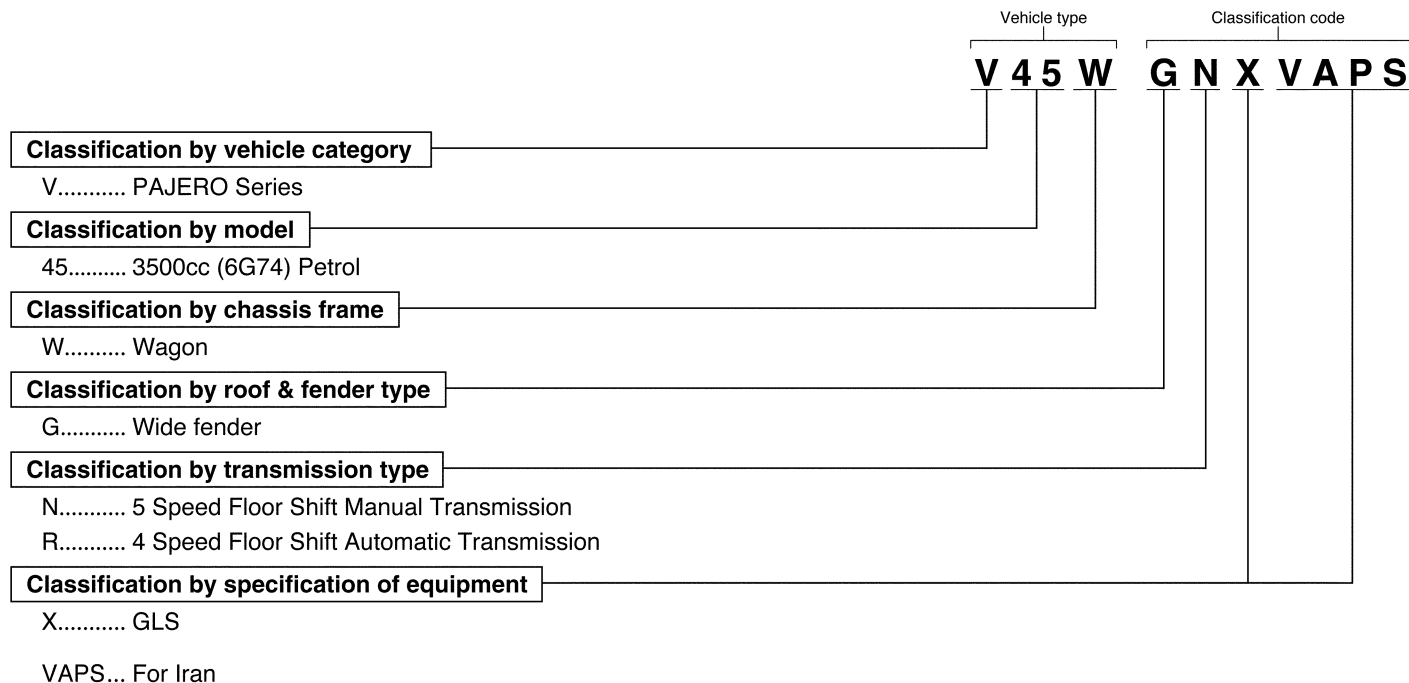 Vehicle type Classification code
V 45 W G N X VAPS
Classification by vehicle category
V........... PAJERO Series
Classification by model
45.......... 3500cc (6G74) Petrol
Classification by chassis frame
W.......... Wagon
Classification by roof & fender type
G........... Wide fender
Classification by transmission type
N........... 5 Speed Floor Shift Manual Transmission
R........... 4 Speed Floor Shift Automatic Transmission
Classification by specification of equipment
X........... GLS
VAPS... For Iran